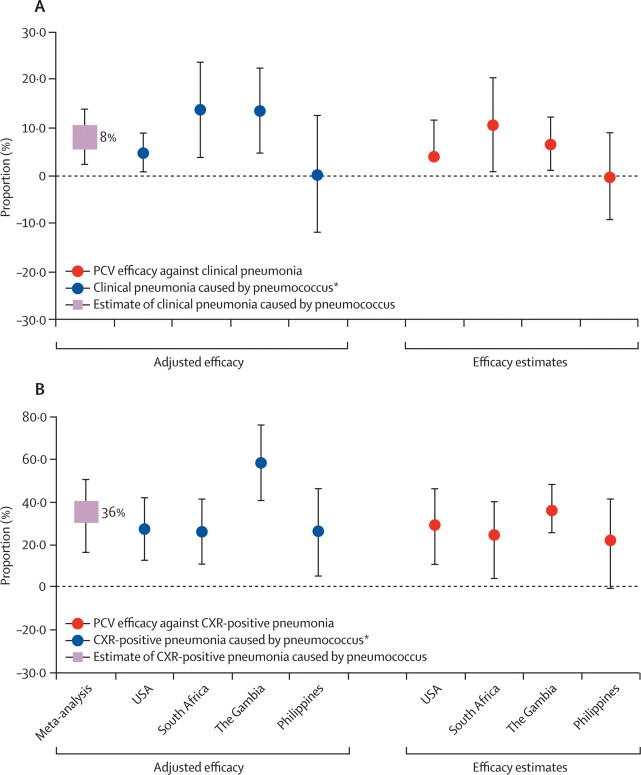 A
30·0
20·0
10·0
0
–10·0
–20·0
–30·0
Proportion (%)
8%
PCV efficacy against clinical pneumonia
Clinical pneumonia caused by pneumococcus*
Estimate of clinical pneumonia caused by pneumococcus
Adjusted efficacy
Efficacy estimates
B
80·0
60·0
40·0
20·0
0
–20·0
–30·0
Proportion (%)
36%
PCV efficacy against CXR-positive pneumonia
CXR-positive pneumonia caused by pneumococcus*
Estimate of CXR-positive pneumonia caused by pneumococcus
Meta-analysis
USA
South Africa
The Gambia
Philippines
USA
South Africa
The Gambia
Philippines
Adjusted efficacy
Efficacy estimates